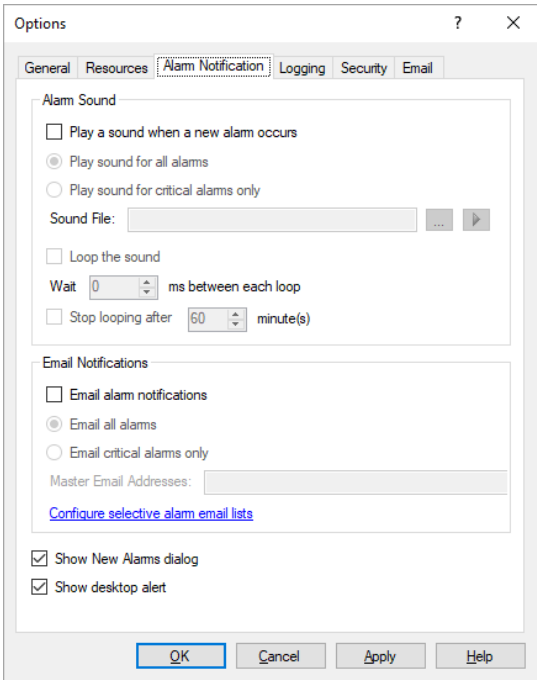 Options
General Resources Alarm Notification Logging Security Email
Alarm Sound
Play a sound when a new alarm occurs
Play sound for all alarms
Play sound for critical alarms only
Sound File: ...
Loop the sound
Wait 0 ms between each loop
Stop looping after 60 minute(s)
Email Notifications
Email alarm notifications
Email all alarms
Email critical alarms only
Master Email Addresses:
Configure selective alarm email lists
Show New Alarms dialog
Show desktop alert
OK Cancel Apply Help